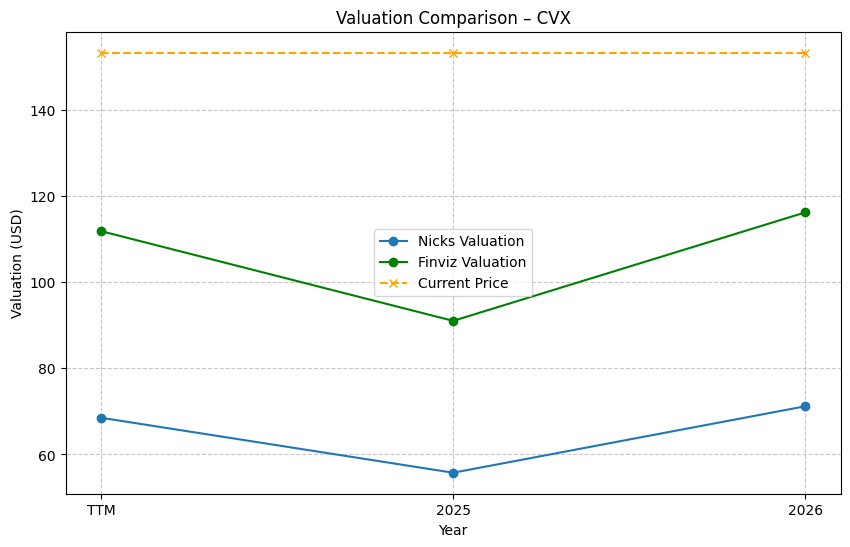 Valuation Comparison – CVX
Valuation (USD)
140
120
100
80
60
Nicks Valuation
Finviz Valuation
Current Price
TTM
2025
2026
Year